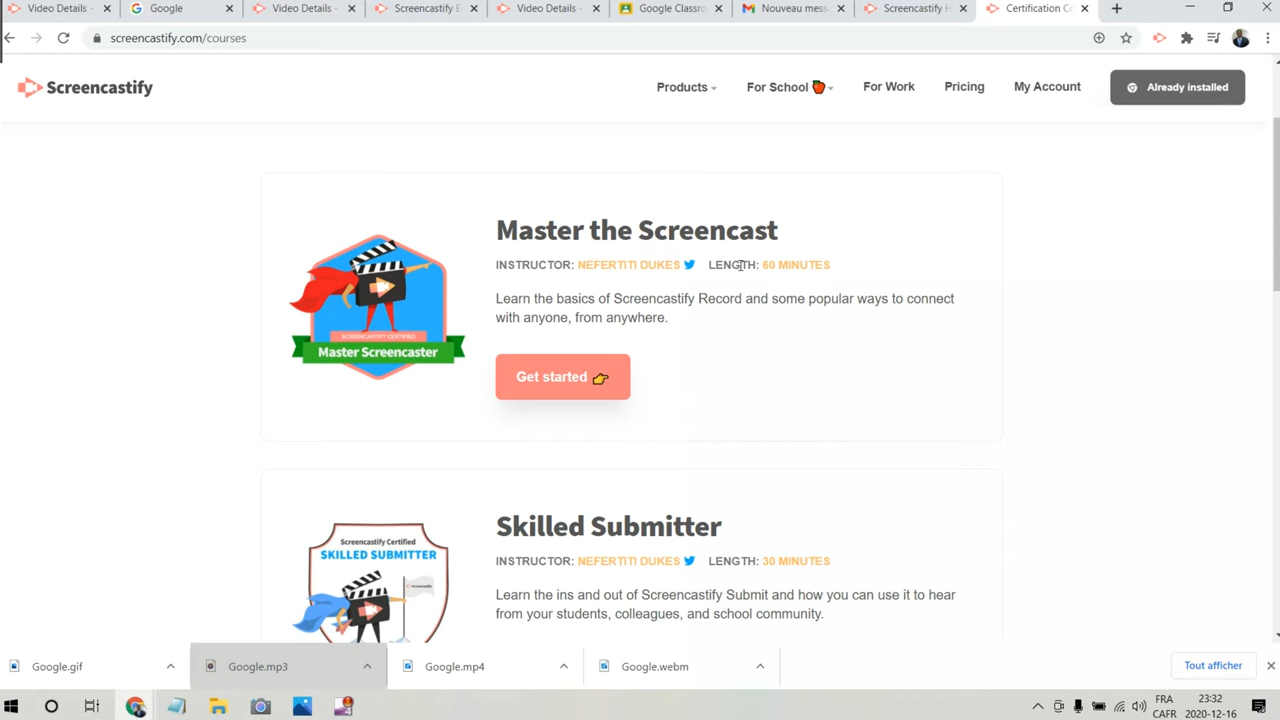 Video Details -
Google
Video Details -
Screencastify E
Video Details -
Google Classro
Nouveau mess
Screencastify H
Certification Co
screencastify.com/courses
Screencastify
Products
For School
For Work
Pricing
My Account
Already installed
Master the Screencast
INSTRUCTOR: NEFERTITI DUKES LENGTH: 60 MINUTES
Learn the basics of Screencastify Record and some popular ways to connect
with anyone, from anywhere.
Get started
SCREENCASTIFY CERTIFIED
Master Screencaster
Skilled Submitter
INSTRUCTOR: NEFERTITI DUKES LENGTH: 30 MINUTES
Learn the ins and out of Screencastify Submit and how you can use it to hear
from your students, colleagues, and school community.
Screencastify Certified
SKILLED SUBMITTER
Google.gif
Google.mp3
Google.mp4
Google.webm
Tout afficher
FRA
CAFR
23:32
2020-12-16